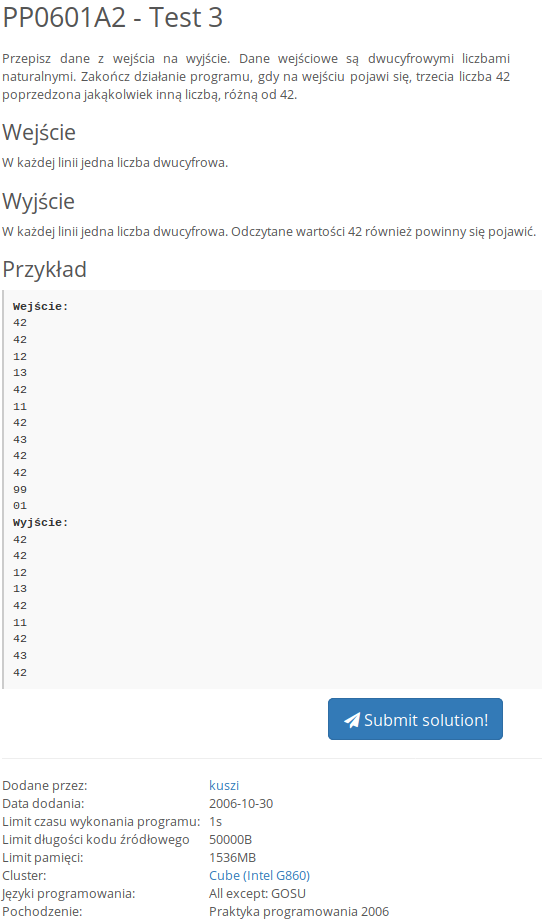 PP0601A2 - Test 3
Przepisz dane z wejścia na wyjście. Dane wejściowe są dwucyfrowymi liczbami
naturalnymi. Zakończ działanie programu, gdy na wejściu pojawi się, trzecia liczba 42
poprzedzona jakąkolwiek inną liczbą, różną od 42.
Wejście
W każdej linii jedna liczba dwucyfrowa.
Wyjście
W każdej linii jedna liczba dwucyfrowa. Odczytane wartości 42 również powinny się pojawić.
Przykład
Wejście:
42
42
12
13
42
11
42
43
42
42
99
01
Wyjście:
42
42
12
13
42
11
42
43
42
Submit solution!
Dodane przez: kuszi
Data dodania: 2006-10-30
Limit czasu wykonania programu: 1s
Limit długości kodu źródłowego 50000B
Limit pamięci: 1536MB
Cluster: Cube (Intel G860)
Języki programowania: All except: GOSU
Pochodzenie: Praktyka programowania 2006